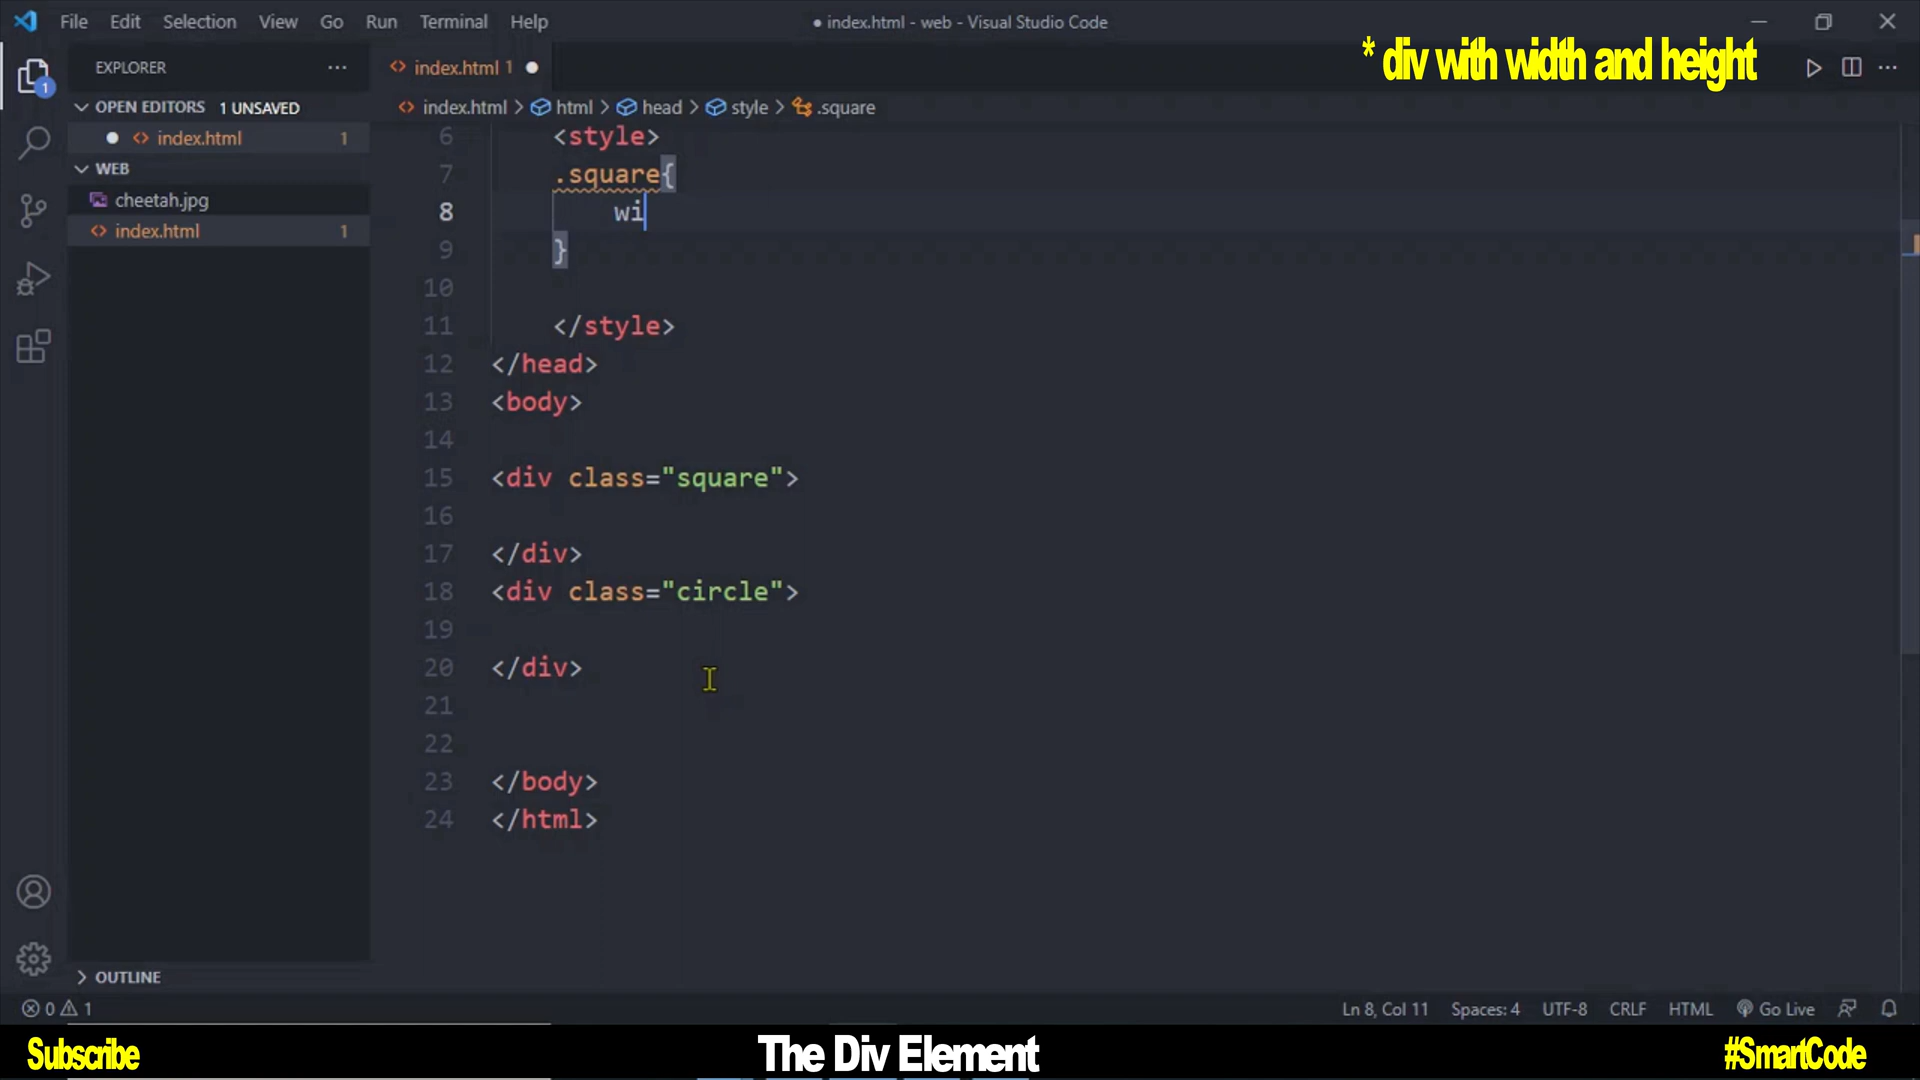 File Edit Selection View Go Run Terminal Help
● index.html - web - Visual Studio Code
* div with width and height
EXPLORER ···
index.html 1 ●
OPEN EDITORS 1 UNSAVED
● <> index.html 1
WEB
cheetah.jpg
<> index.html 1
OUTLINE
<> index.html > html > head > style > .square
6 <style>
7 .square{
8 wi
9 }
10
11 </style>
12 </head>
13 <body>
14
15 <div class="square">
16
17 </div>
18 <div class="circle">
19
20 </div>
21
22
23 </body>
24 </html>
0 1
Ln 8, Col 11 Spaces: 4 UTF-8 CRLF HTML Go Live
1
Subscribe The Div Element #SmartCode